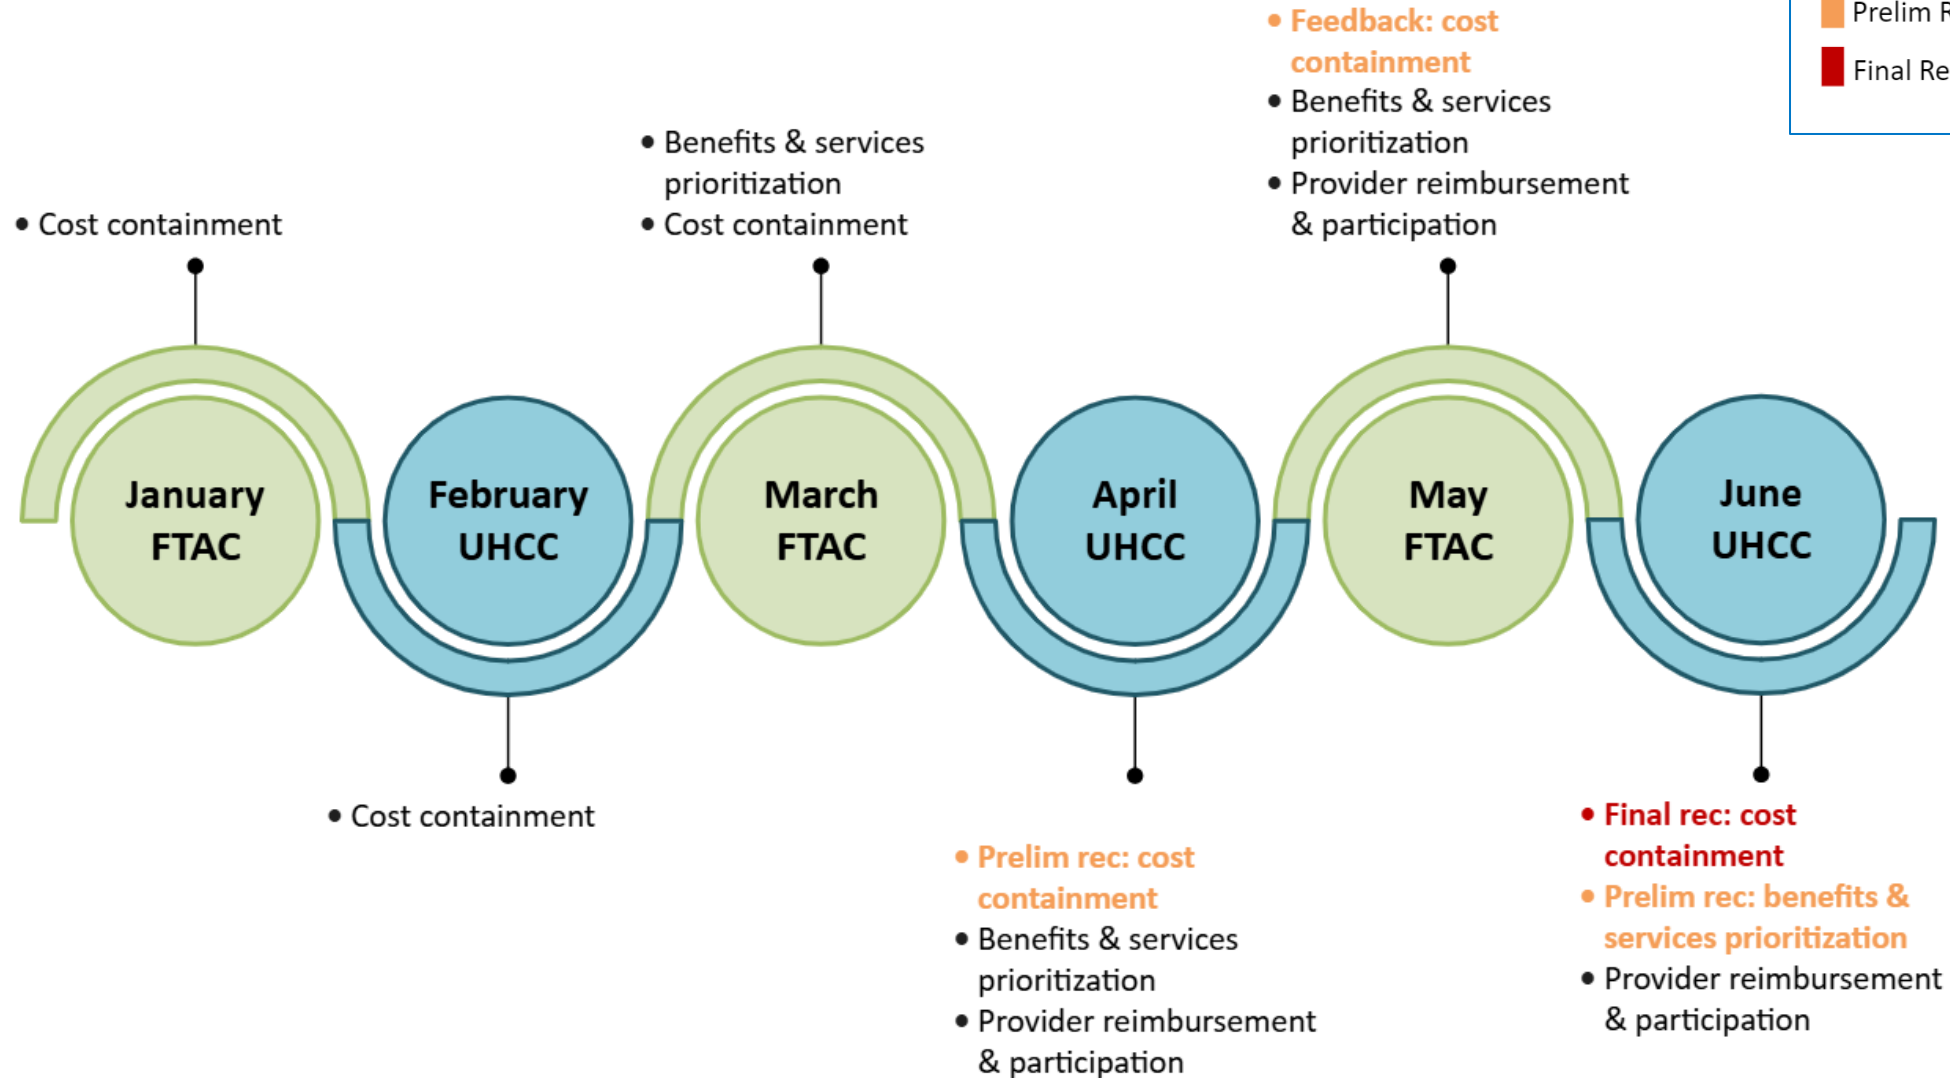 • Cost containment
• Benefits & services
prioritization
• Cost containment
• Feedback: cost
containment
• Benefits & services
prioritization
• Provider reimbursement
& participation
Prelim
Final
January
FTAC
February
UHCC
March
FTAC
April
UHCC
May
FTAC
June
UHCC
• Cost containment
• Prelim rec: cost
containment
• Benefits & services
prioritization
• Provider reimbursement
& participation
• Final rec: cost
containment
• Prelim rec: benefits &
services prioritization
• Provider reimbursement
& participation